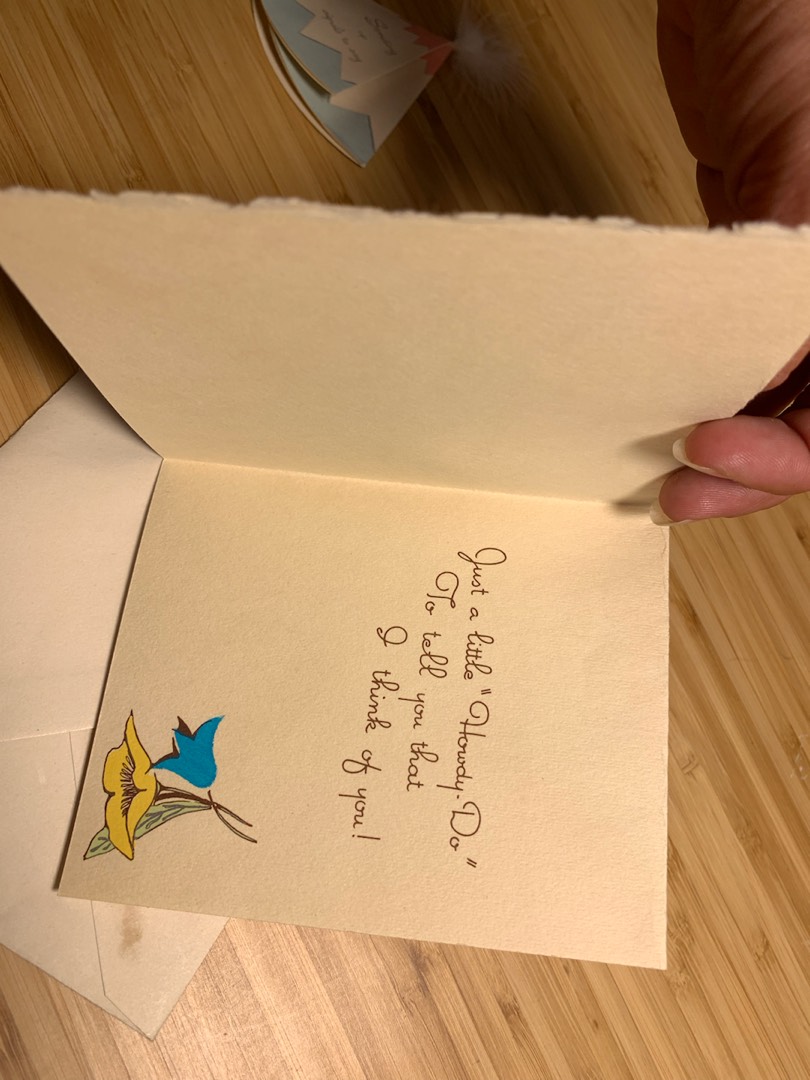 Just a little "Howdy-Do"
To tell you that
I think of you!